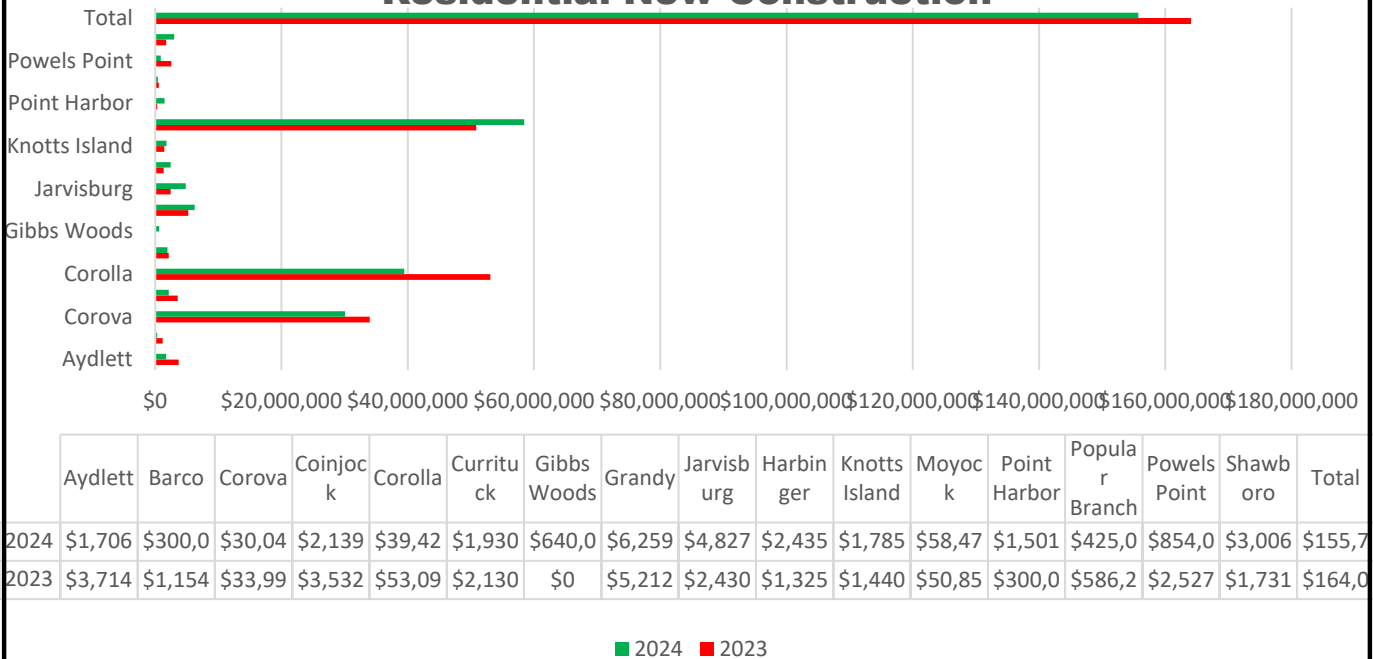 Residential New Construction
Total
Powels Point
Point Harbor
Knotts Island
Jarvisburg
Gibbs Woods
Corolla
Corova
Aydlett
$0 $20,000,000 $40,000,000 $60,000,000 $80,000,000 $100,000,000 $120,000,000 $140,000,000 $160,000,000 $180,000,000
Aydlett Barco Corova Coinjoc
k Corolla Curritu
ck Gibbs
Woods Grandy Jarvisb
urg Harbin
ger Knotts
Island Moyoc
k Point
Harbor Popula
r
Branch Powels
Point Shawb
oro Total
2024 $1,706 $300,0 $30,04 $2,139 $39,42 $1,930 $640,0 $6,259 $4,827 $2,435 $1,785 $58,47 $1,501 $425,0 $854,0 $3,006 $155,7
2023 $3,714 $1,154 $33,99 $3,532 $53,09 $2,130 $0 $5,212 $2,430 $1,325 $1,440 $50,85 $300,0 $586,2 $2,527 $1,731 $164,0
2024 2023